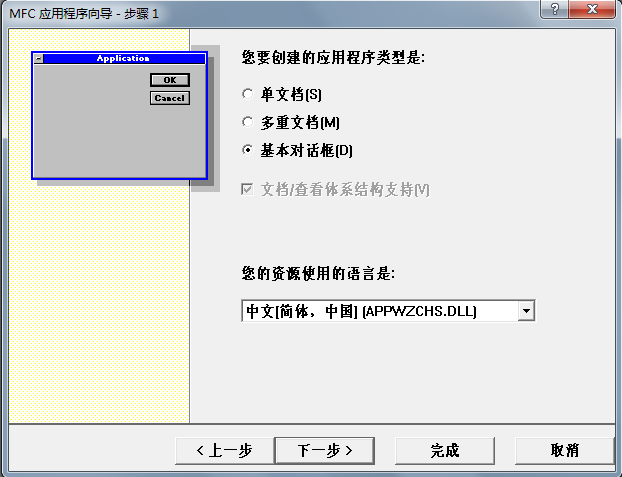 MFC 应用程序向导 - 步骤 1
Application
OK
Cancel
您要创建的应用程序类型是:
单文档(S)
多重文档(M)
基本对话框(D)
文档/查看体系结构支持(V)
您的资源使用的语言是:
中文[简体，中国] (APPWZCHS.DLL)
< 上一步
下一步 >
完成
取消